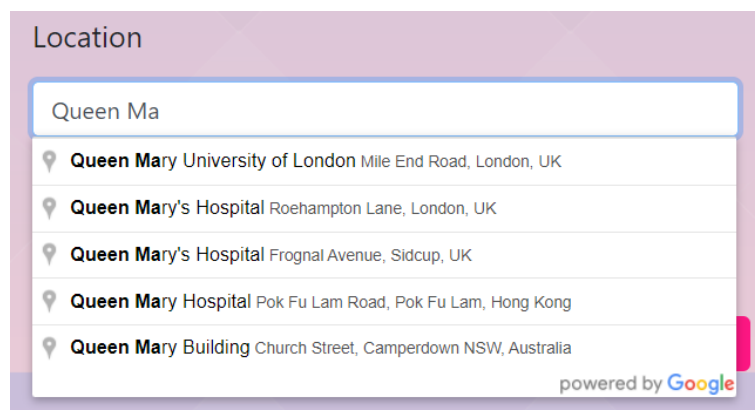 Location
Queen Ma
Queen Mary University of London Mile End Road, London, UK
Queen Mary's Hospital Roehampton Lane, London, UK
Queen Mary's Hospital Frognal Avenue, Sidcup, UK
Queen Mary Hospital Pok Fu Lam Road, Pok Fu Lam, Hong Kong
Queen Mary Building Church Street, Camperdown NSW, Australia
powered by Google